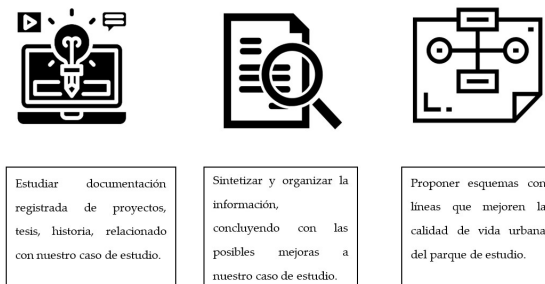 Estudiar documentación
registrada de proyectos,
tesis, historia, relacionado
con nuestro caso de estudio.
Sintetizar y organizar la
información,
concluyendo con las
posibles mejoras a
nuestro caso de estudio.
Proponer esquemas con
líneas que mejoren la
calidad de vida urbana
del parque de estudio.